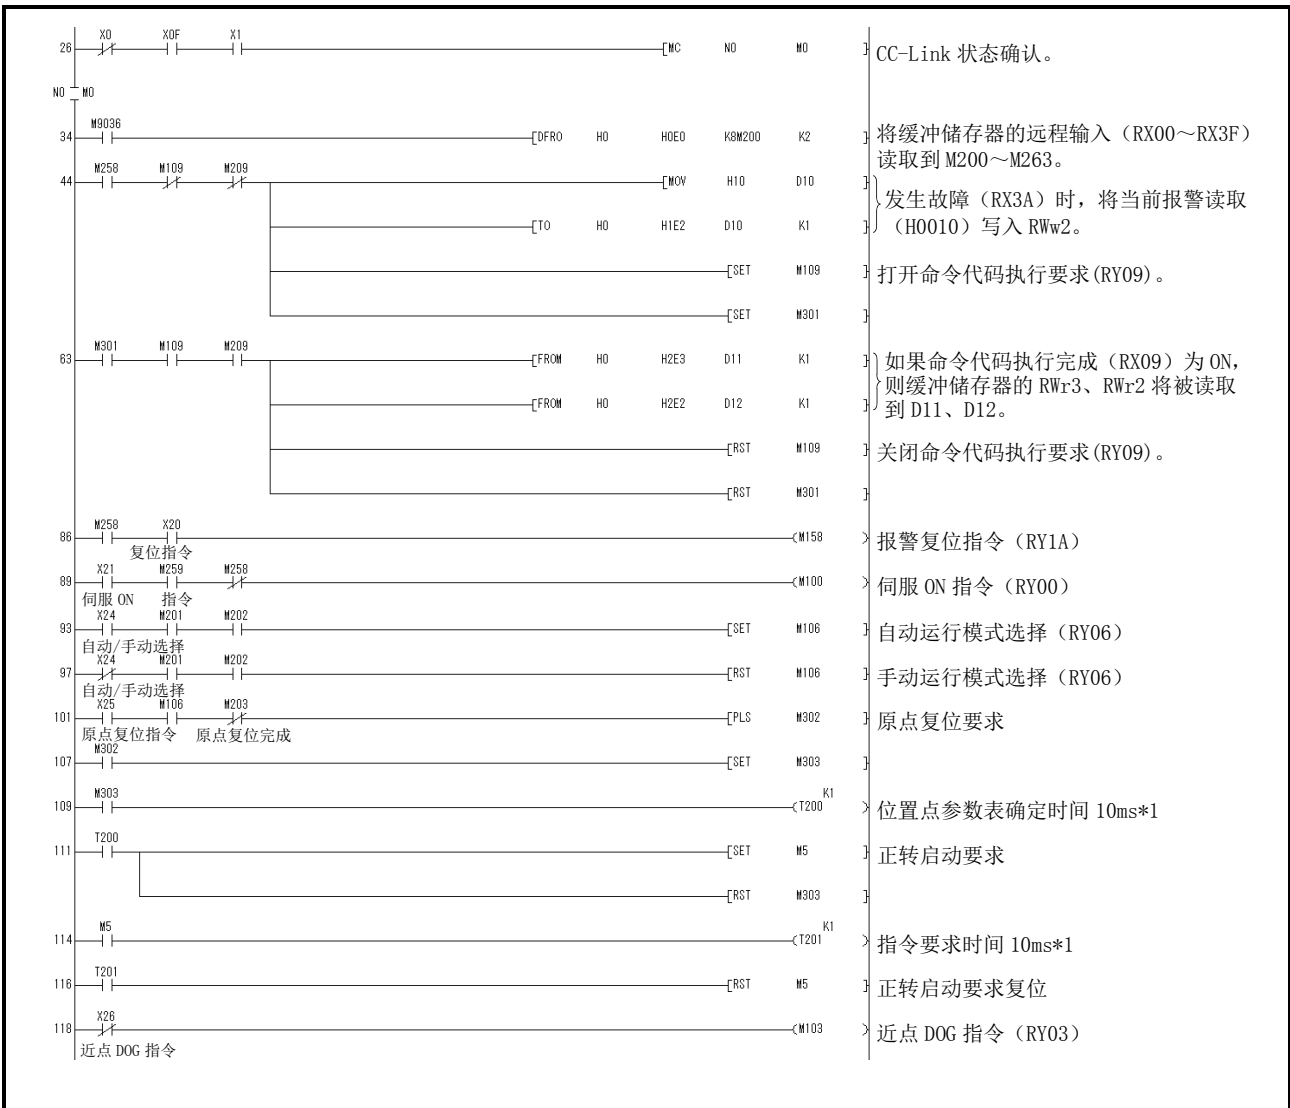 X0 X0F X1
26 [MC N0 M0 ] CC-Link 状态确认。
N0 M0
M9036
34 [DFRO H0 H0E0 K8M200 K2 ] 将缓冲储存器的远程输入（RX00～RX3F）
读取到 M200～M263。
M258 M109 M209
44 [MOV H10 D10 ] 发生故障（RX3A）时，将当前报警读取
[TO H0 H1E2 D10 K1 ] （H0010）写入 RWw2。
[SET M109 ] 打开命令代码执行要求(RY09)。
[SET M301 ]
M301 M109 M209
63 [FROM H0 H2E3 D11 K1 ] 如果命令代码执行完成（RX09）为 ON，
则缓冲储存器的 RWr3、RWr2 将被读取
[FROM H0 H2E2 D12 K1 ] 到 D11、D12。
[RST M109 ] 关闭命令代码执行要求(RY09)。
[RST M301 ]
M258 X20
86 (M158 ) 报警复位指令（RY1A）
复位指令
X21 M259 M258
89 (M100 ) 伺服 ON 指令（RY00）
伺服 ON 指令
X24 M201 M202
93 [SET M106 ] 自动运行模式选择（RY06）
自动/手动选择
X24 M201 M202
97 [RST M106 ] 手动运行模式选择（RY06）
自动/手动选择
X25 M106 M203
101 [PLS M302 ] 原点复位要求
原点复位指令 原点复位完成
M302
107 [SET M303 ]
M303 K1
109 (T200 ) 位置点参数表确定时间 10ms*1
T200
111 [SET M5 ] 正转启动要求
[RST M303 ]
M5 K1
114 (T201 ) 指令要求时间 10ms*1
T201
116 [RST M5 ] 正转启动要求复位
X26
118 (M103 ) 近点 DOG 指令（RY03）
近点 DOG 指令